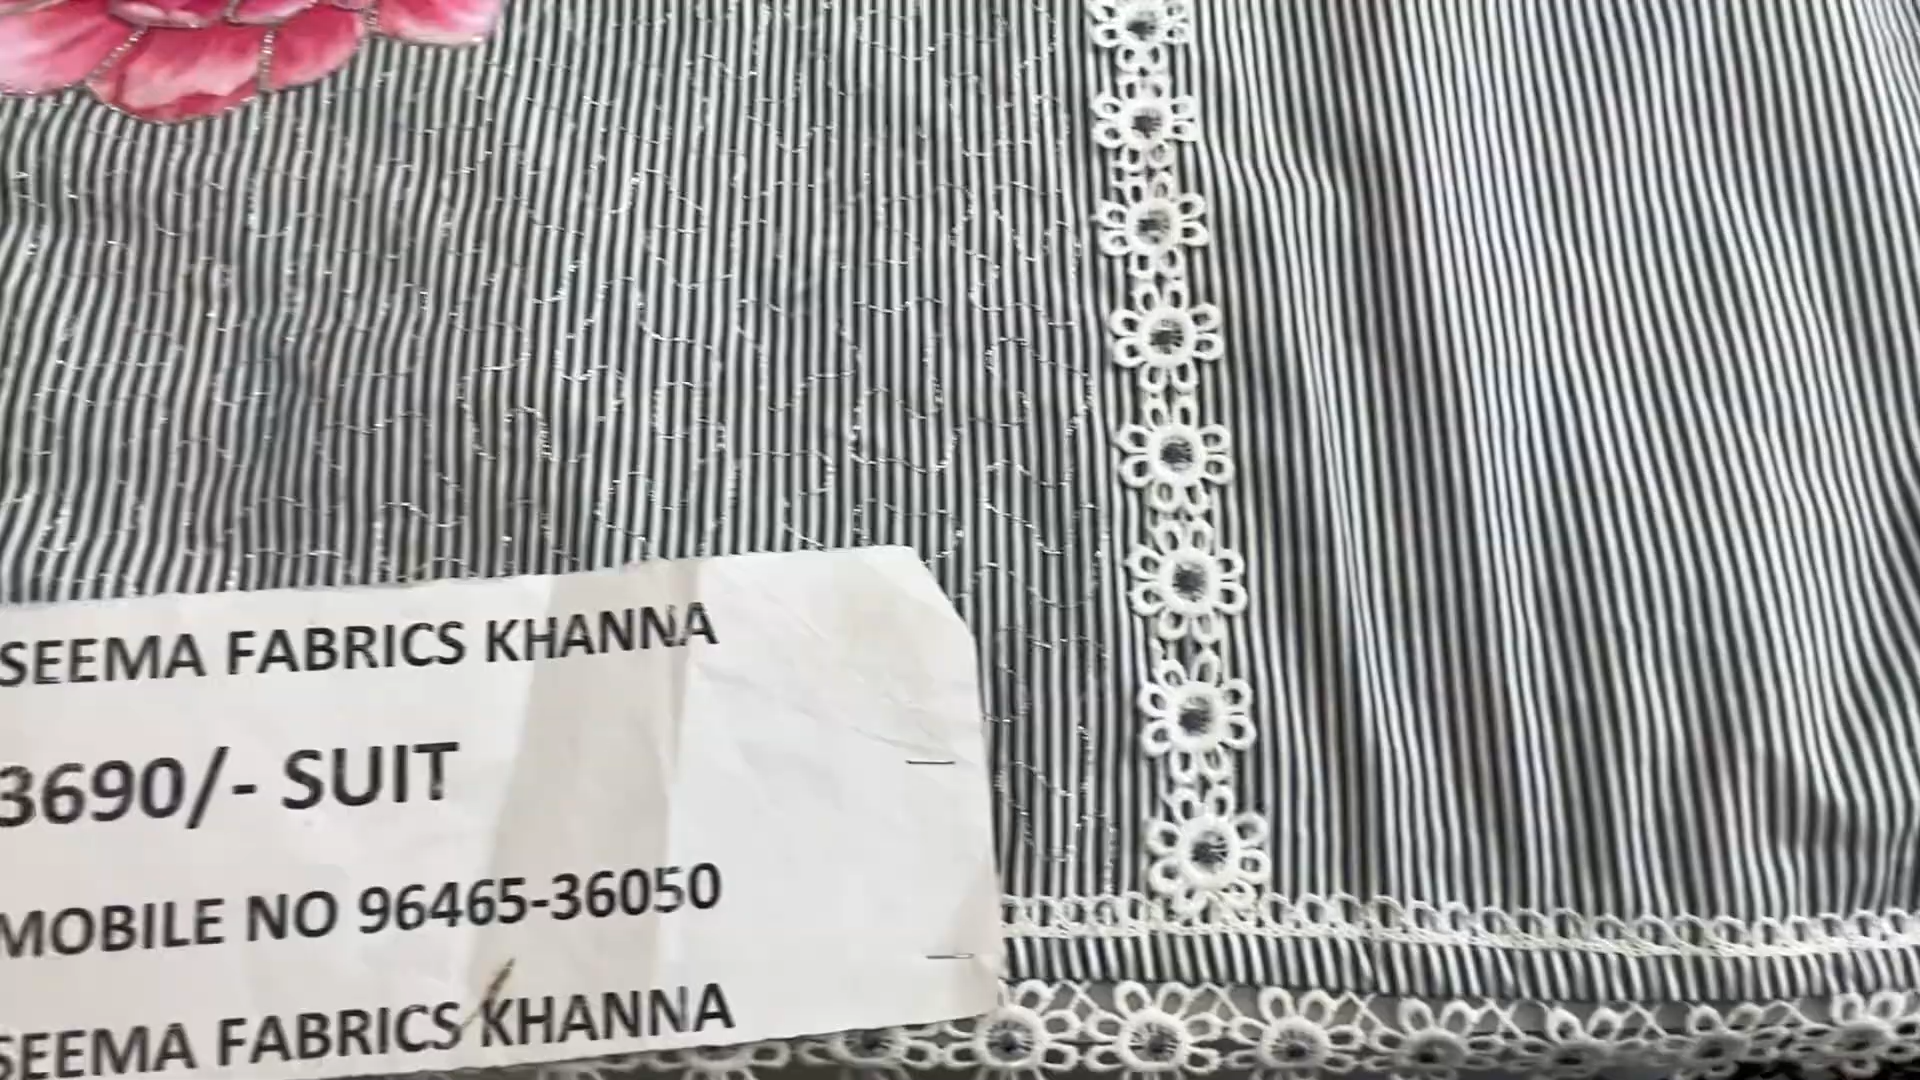 SEEMA FABRICS KHANNA
3690/- SUIT
MOBILE NO 96465-36050
SEEMA FABRICS KHANNA